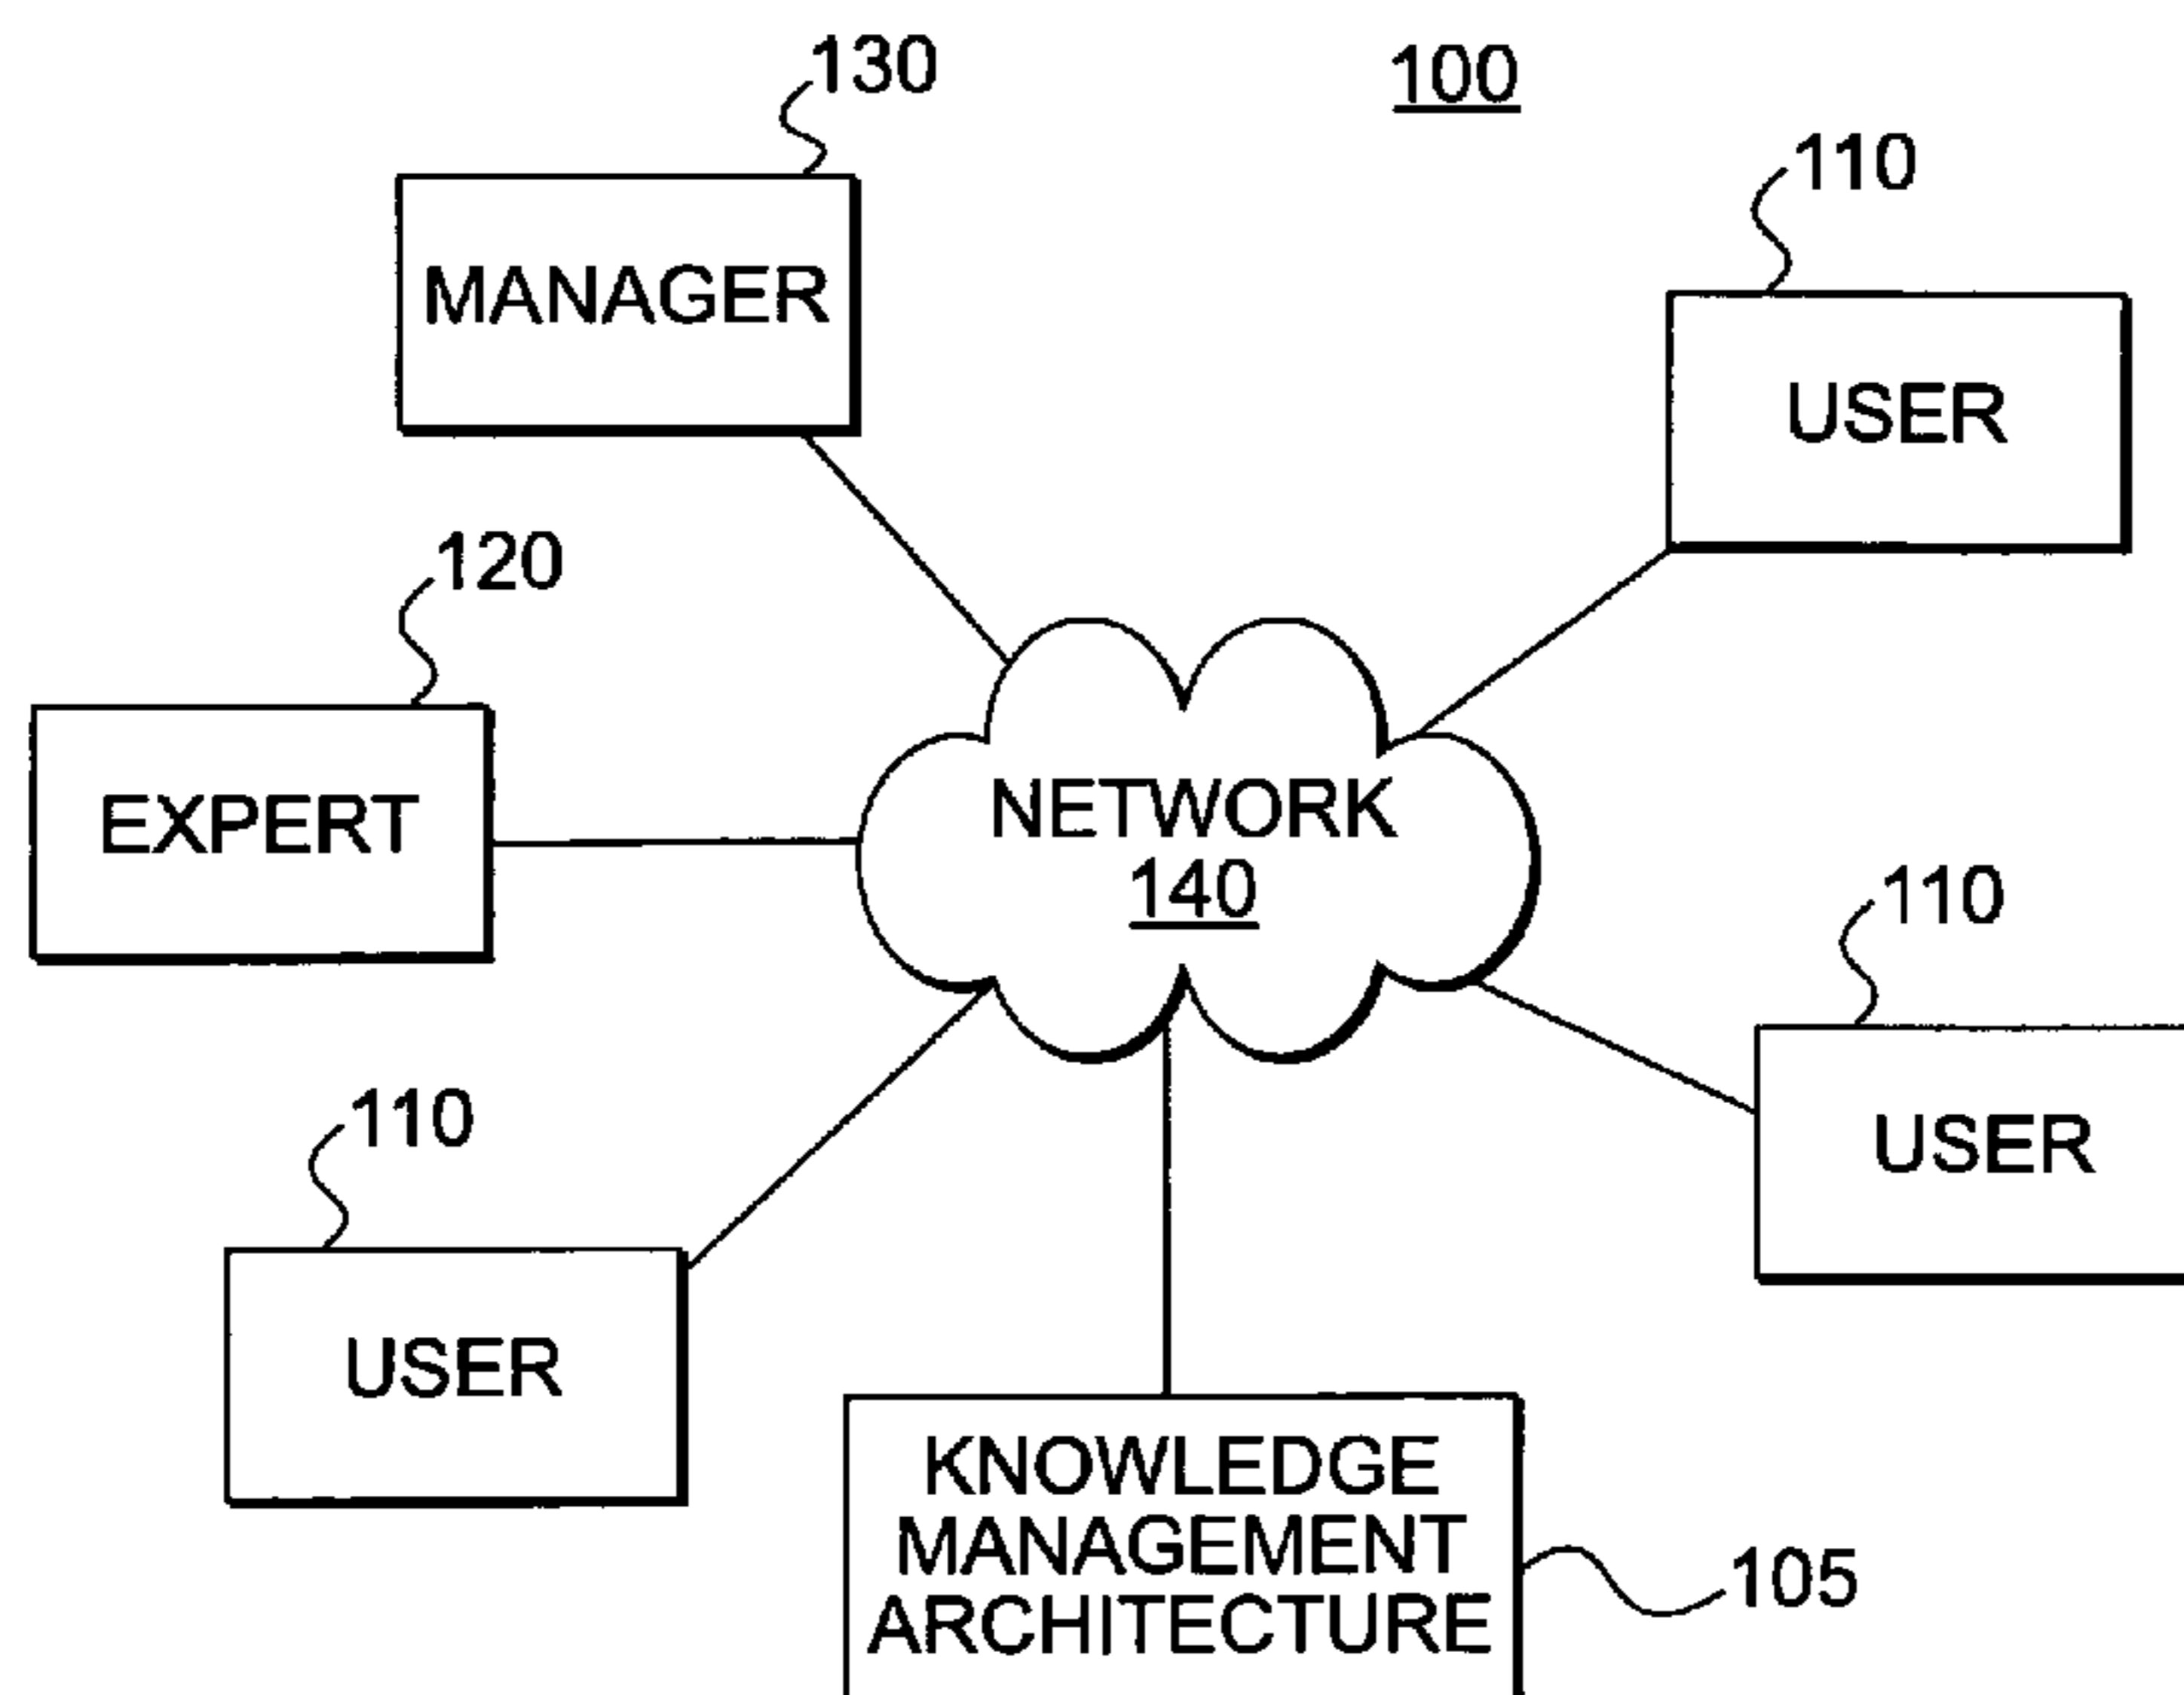 130
100
110
MANAGER
USER
120
EXPERT
NETWORK
140
110
110
USER
USER
KNOWLEDGE
MANAGEMENT
ARCHITECTURE
105